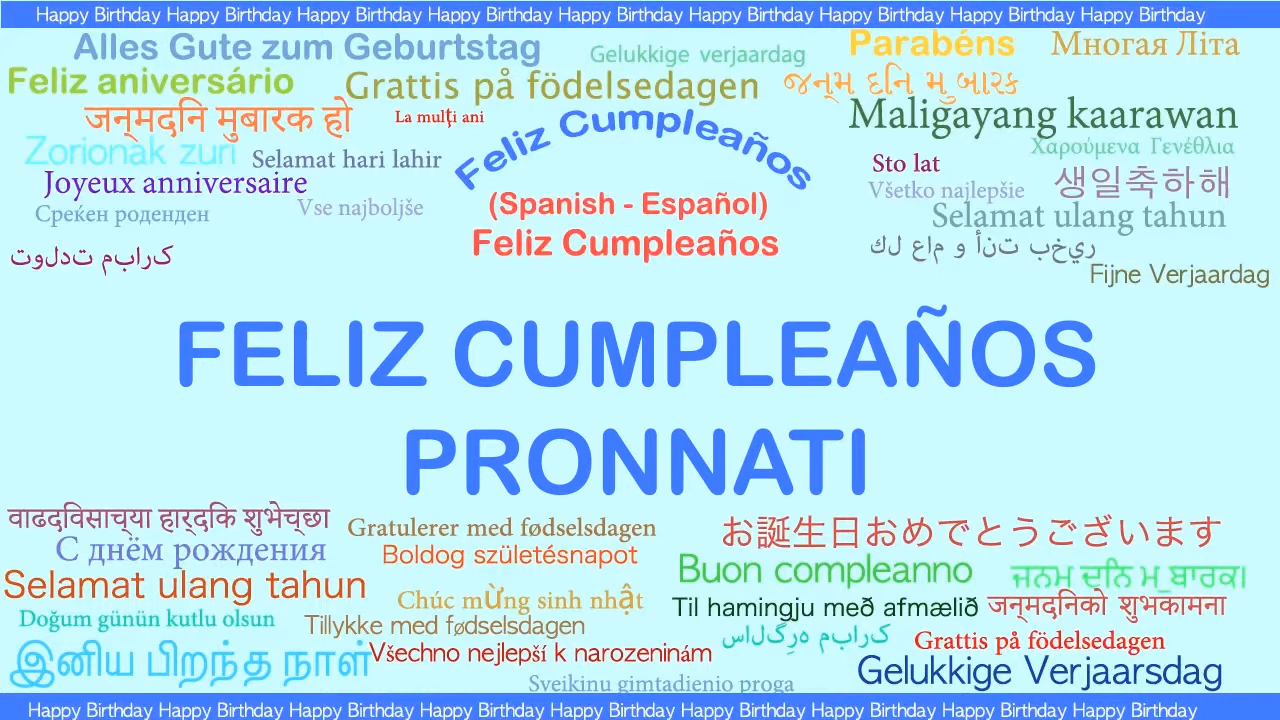 Happy Birthday Happy Birthday Happy Birthday Happy Birthday Happy Birthday Happy Birthday Happy Birthday Happy Birthday Happy Birthday
Alles Gute zum Geburtstag
Gelukkige verjaardag
Parabéns
Многая Літа
Feliz aniversário
Grattis på födelsedagen
જન્મ દનિ મુબારક
जन्मदनि मुबारक हो
La mulţi ani
Feliz Cumpleaños
Maligayang kaarawan
Zorionak zuri
Selamat hari lahir
Sto lat
Χαρούμενα Γενέθλια
Joyeux anniversaire
Vse najboljše
(Spanish - Español)
Všetko najlepšie
생일축하해
Среќен роденден
Feliz Cumpleaños
Selamat ulang tahun
تولدت مبارک
كل عام و أنت بخير
Fijne Verjaardag
FELIZ CUMPLEAÑOS
PRONNATI
वाढदविसाच्या हार्दकि शुभेच्छा
Gratulerer med fødselsdagen
お誕生日おめでとうございます
С днём рождения
Boldog születésnapot
Buon compleanno
ਜਨਮ ਦਨਿ ਮੁਬਾਰਕ।
Selamat ulang tahun
Chúc mừng sinh nhật
Til hamingju með afmælið
जन्मदनिको शुभकामना
Doğum günün kutlu olsun
Tillykke med fødselsdagen
سالگرہ مبارک
Grattis på födelsedagen
இனிய பிறந்த நாள்
Všechno nejlepší k narozeninám
Gelukkige Verjaarsdag
Sveikinu gimtadienio proga
Happy Birthday Happy Birthday Happy Birthday Happy Birthday Happy Birthday Happy Birthday Happy Birthday Happy Birthday Happy Birthday